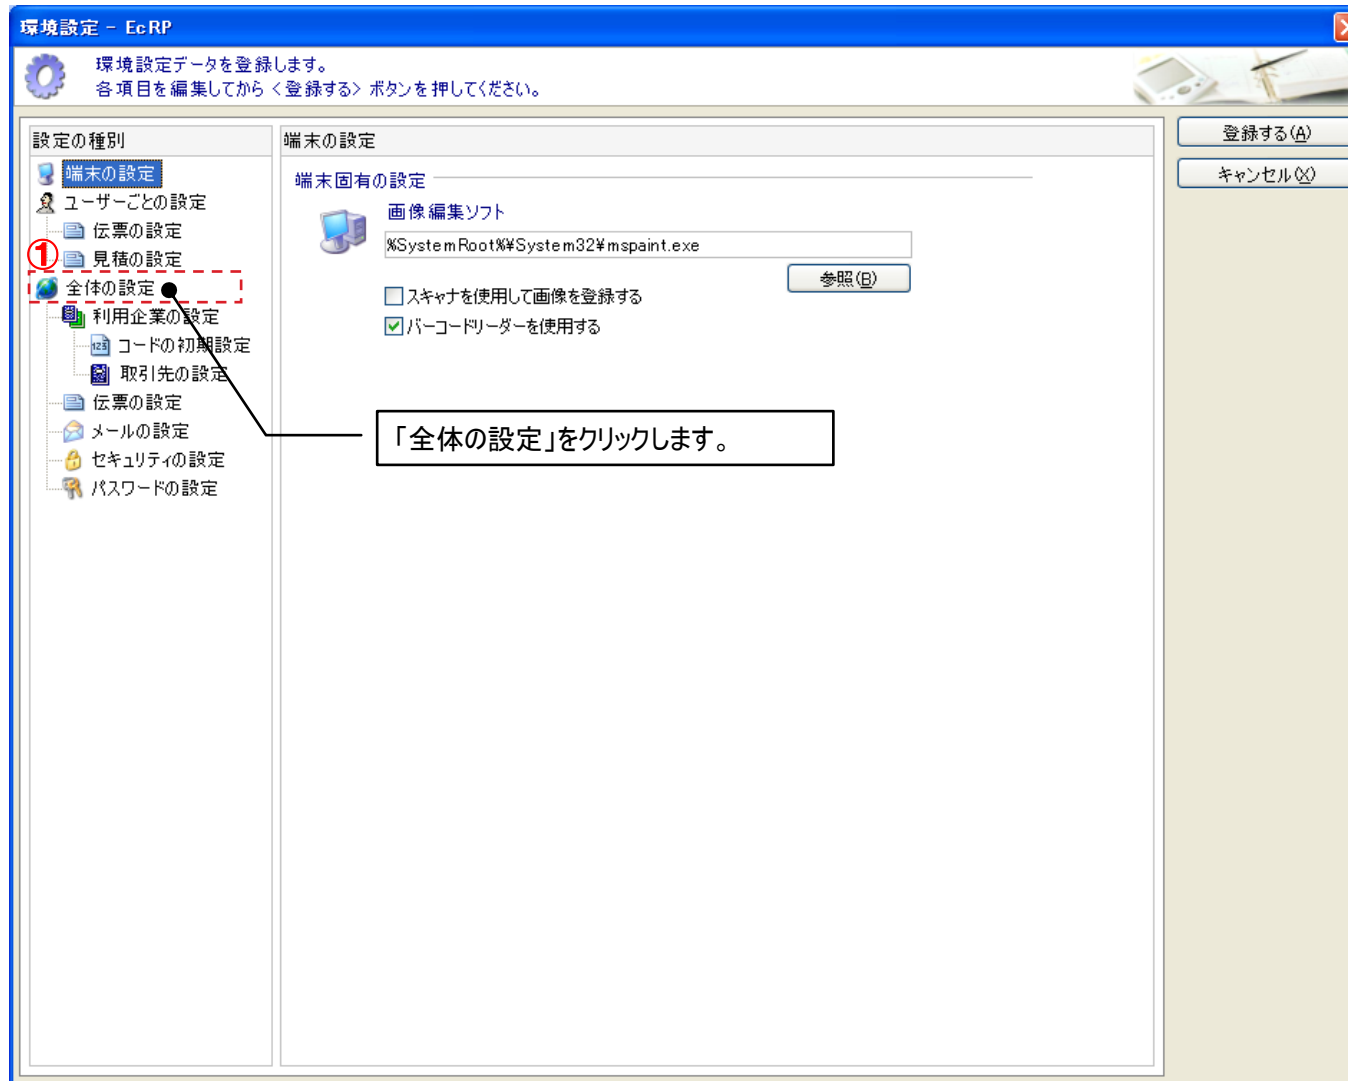 環境設定 - EcRP
環境設定データを登録します。
各項目を編集してから <登録する> ボタンを押してください。
設定の種別
端末の設定
ユーザーごとの設定
伝票の設定
①
見積の設定
全体の設定
利用企業の設定
コードの初期設定
取引先の設定
伝票の設定
メールの設定
セキュリティの設定
パスワードの設定
端末の設定
端末固有の設定
画像編集ソフト
%SystemRoot%¥System32¥mspaint.exe
参照(B)
スキャナを使用して画像を登録する
バーコードリーダーを使用する
「全体の設定」をクリックします。
登録する(A)
キャンセル(X)